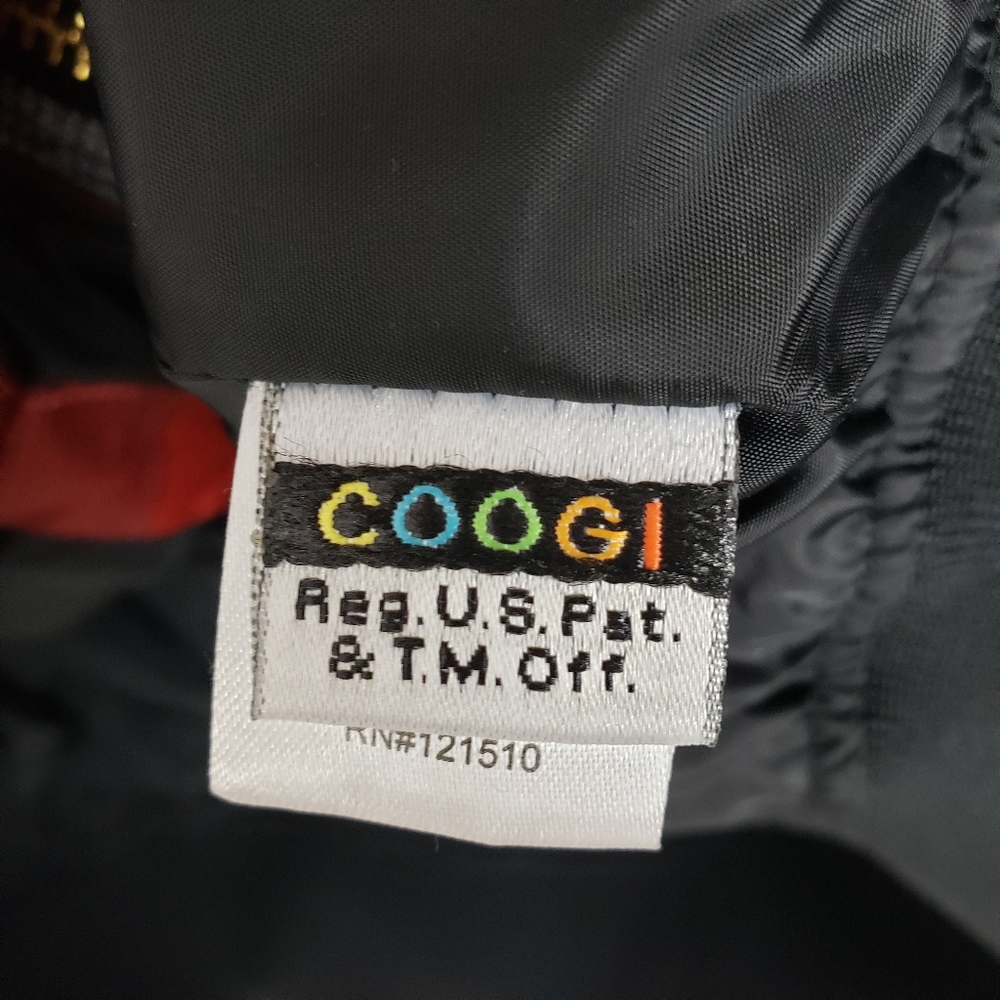 COOGI
Reg.U.S.Pat.
& T.M. Off.
RN#121510